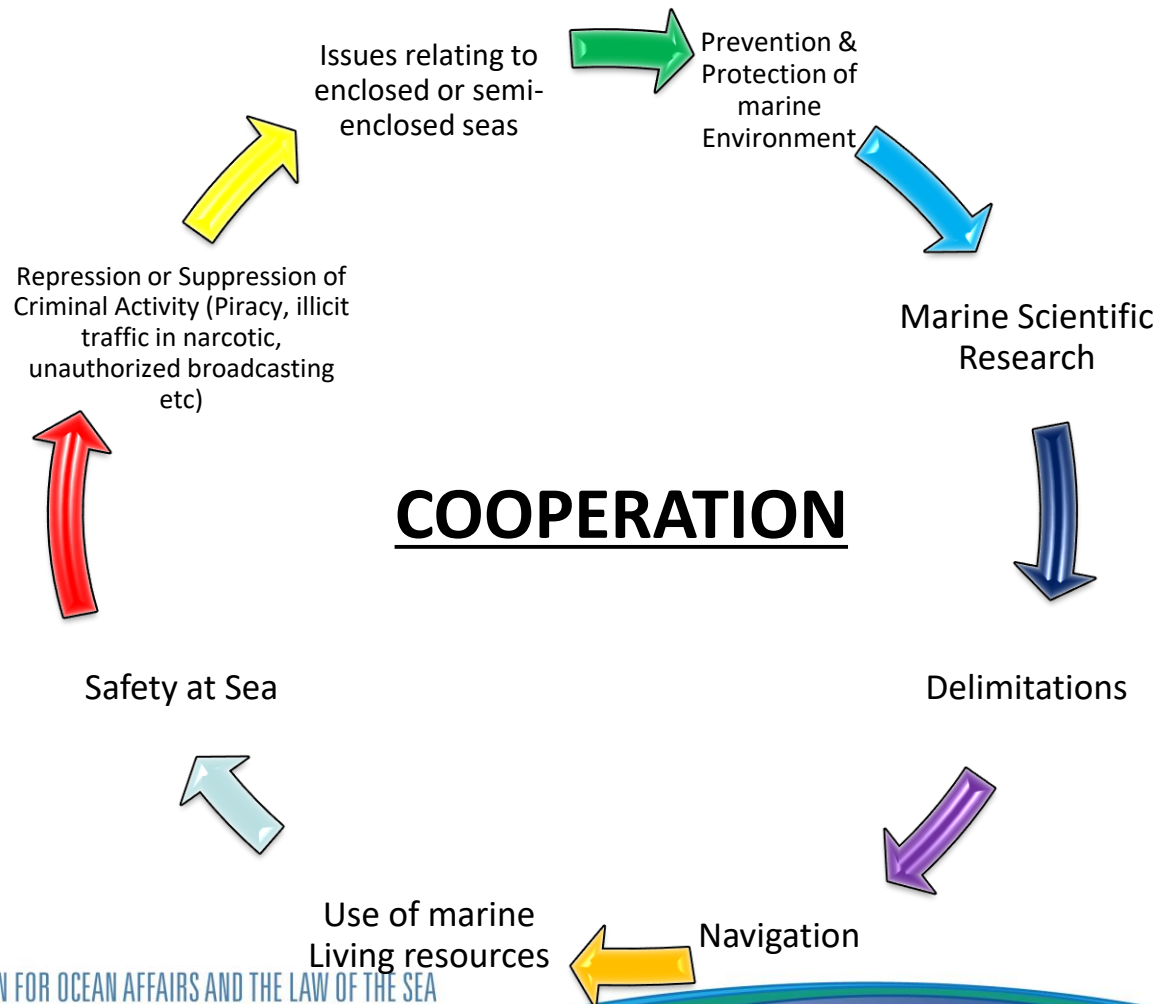 Issues relating to
enclosed or semi-
enclosed seas
Prevention &
Protection of
marine
Environment
Marine Scientific
Research
Delimitations
Navigation
Use of marine
Living resources
Safety at Sea
Repression or Suppression of
Criminal Activity (Piracy, illicit
traffic in narcotic,
unauthorized broadcasting
etc)
COOPERATION
FOR OCEAN AFFAIRS AND THE LAW OF THE SEA